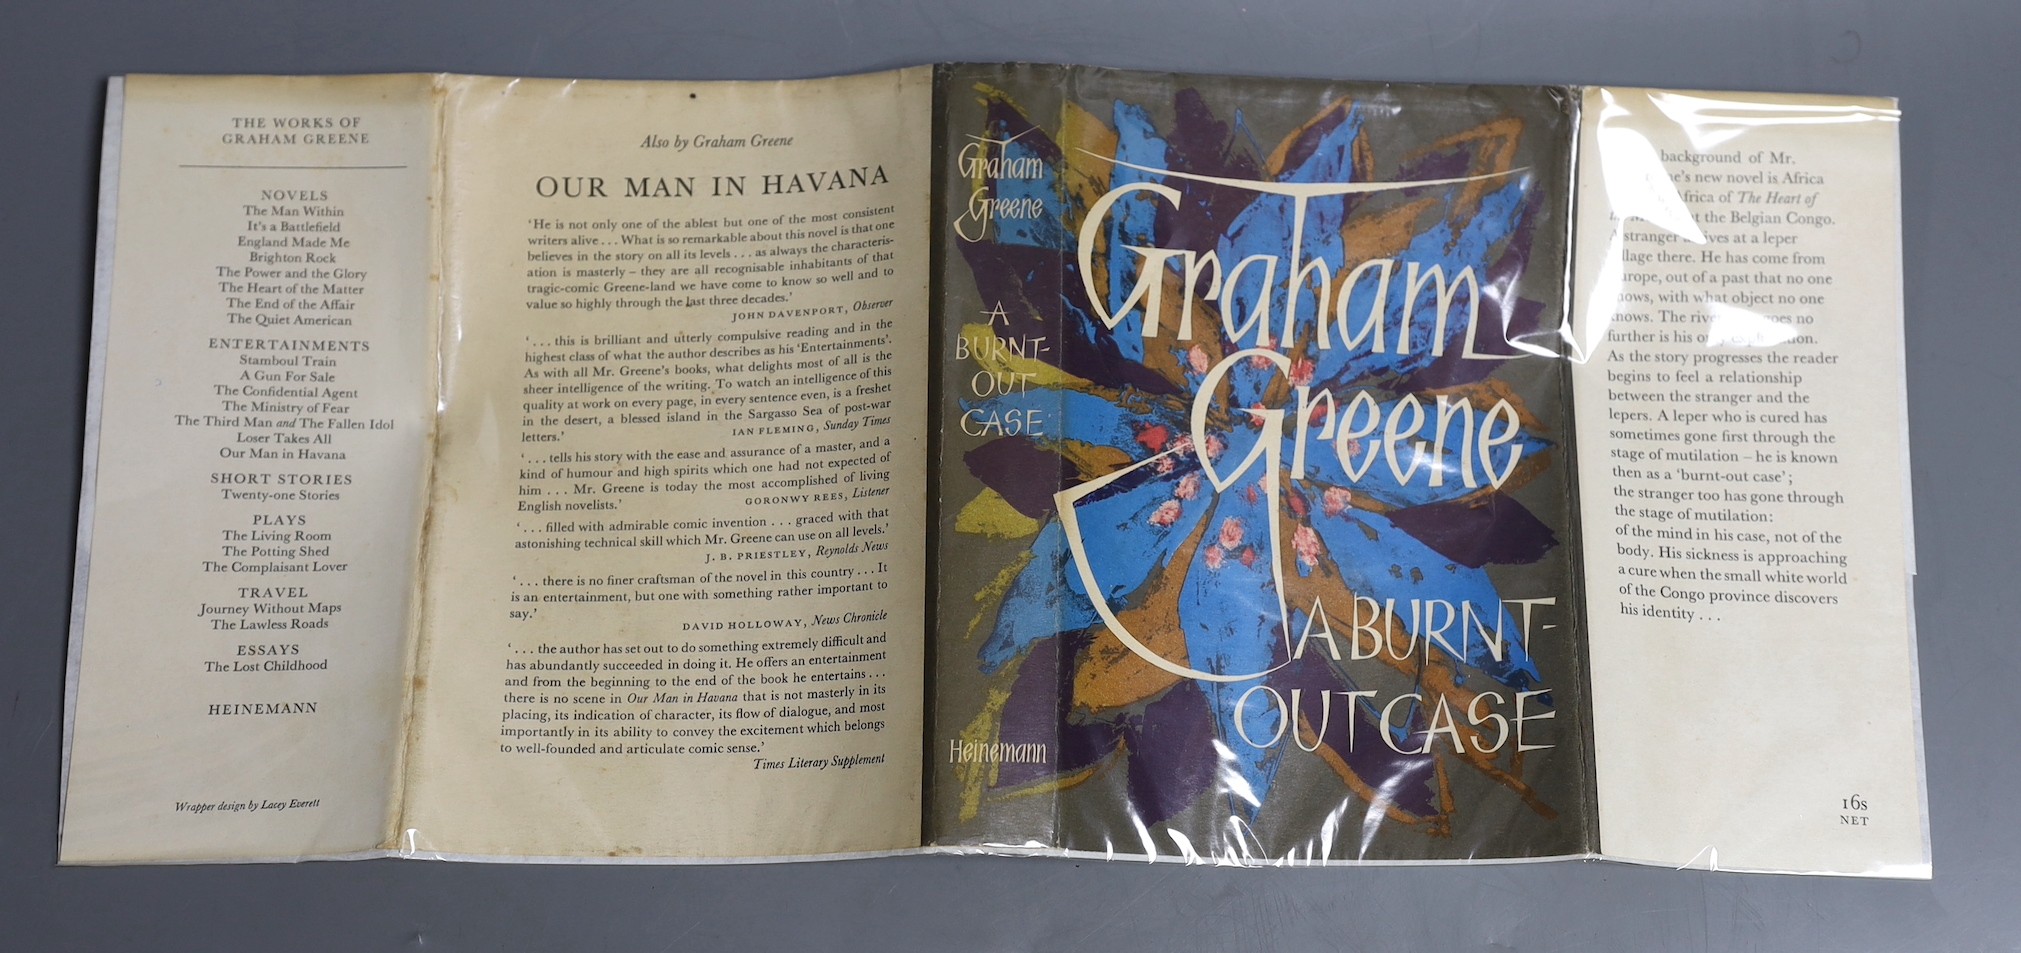 THE WORKS OF
GRAHAM GREENE
NOVELS
The Man Within
It's a Battlefield
England Made Me
Brighton Rock
The Power and the Glory
The Heart of the Matter
The End of the Affair
The Quiet American
ENTERTAINMENTS
Stamboul Train
A Gun For Sale
The Confidential Agent
The Ministry of Fear
The Third Man and The Fallen Idol
Loser Takes All
Our Man in Havana
SHORT STORIES
Twenty-one Stories
PLAYS
The Living Room
The Potting Shed
The Complaisant Lover
TRAVEL
Journey Without Maps
The Lawless Roads
ESSAYS
The Lost Childhood
HEINEMANN
Wrapper design by Lacey Everett
Also by Graham Greene
OUR MAN IN HAVANA
'He is not only one of the ablest but one of the most consistent
writers alive . . . What is so remarkable about this novel is that one
believes in the story on all its levels . . . as always the characteris-
ation is masterly – they are all recognisable inhabitants of that
tragic-comic Greene-land we have come to know so well and to
value so highly through the last three decades.'
JOHN DAVENPORT, Observer
'. . . this is brilliant and utterly compulsive reading and in the
highest class of what the author describes as his 'Entertainments'.
As with all Mr. Greene's books, what delights most of all is the
sheer intelligence of the writing. To watch an intelligence of this
quality at work on every page, in every sentence even, is a freshet
in the desert, a blessed island in the Sargasso Sea of post-war
letters.'
IAN FLEMING, Sunday Times
'. . . tells his story with the ease and assurance of a master, and a
kind of humour and high spirits which one had not expected of
him . . . Mr. Greene is today the most accomplished of living
English novelists.'
GORONWY REES, Listener
'. . . filled with admirable comic invention . . . graced with that
astonishing technical skill which Mr. Greene can use on all levels.'
J. B. PRIESTLEY, Reynolds News
'. . . there is no finer craftsman of the novel in this country . . . It
is an entertainment, but one with something rather important to
say.'
DAVID HOLLOWAY, News Chronicle
'. . . the author has set out to do something extremely difficult and
has abundantly succeeded in doing it. He offers an entertainment
and from the beginning to the end of the book he entertains . . .
there is no scene in Our Man in Havana that is not masterly in its
placing, its indication of character, its flow of dialogue, and most
importantly in its ability to convey the excitement which belongs
to well-founded and articulate comic sense.'
Times Literary Supplement
Graham
Greene
A
BURNT-
OUT
CASE
Heinemann
Graham
Greene
A BURNT-
OUT CASE
background of Mr.
new novel is Africa
of The Heart of
the Belgian Congo.
stranger at a leper
there. He has come from
out of a past that no one
with what object no one
knows. The no
further is his
As the story progresses the reader
begins to feel a relationship
between the stranger and the
lepers. A leper who is cured has
sometimes gone first through the
stage of mutilation – he is known
then as a 'burnt-out case';
the stranger too has gone through
the stage of mutilation:
of the mind in his case, not of the
body. His sickness is approaching
a cure when the small white world
of the Congo province discovers
his identity . . .
16s
NET